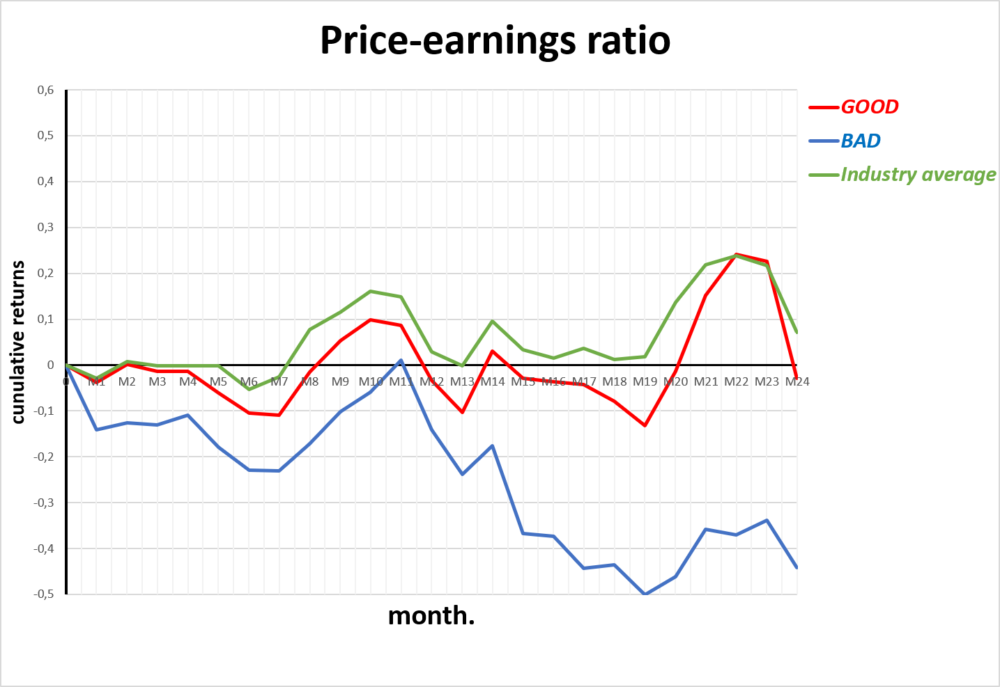 Price-earnings ratio
0,6
0,5
0,4
0,3
0,2
0,1
0
-0,1
-0,2
-0,3
-0,4
-0,5
cunulative returns
0 M1 M2 M3 M4 M5 M6 M7 M8 M9 M10 M11 M12 M13 M14 M15 M16 M17 M18 M19 M20 M21 M22 M23 M24
month.
GOOD
BAD
Industry average